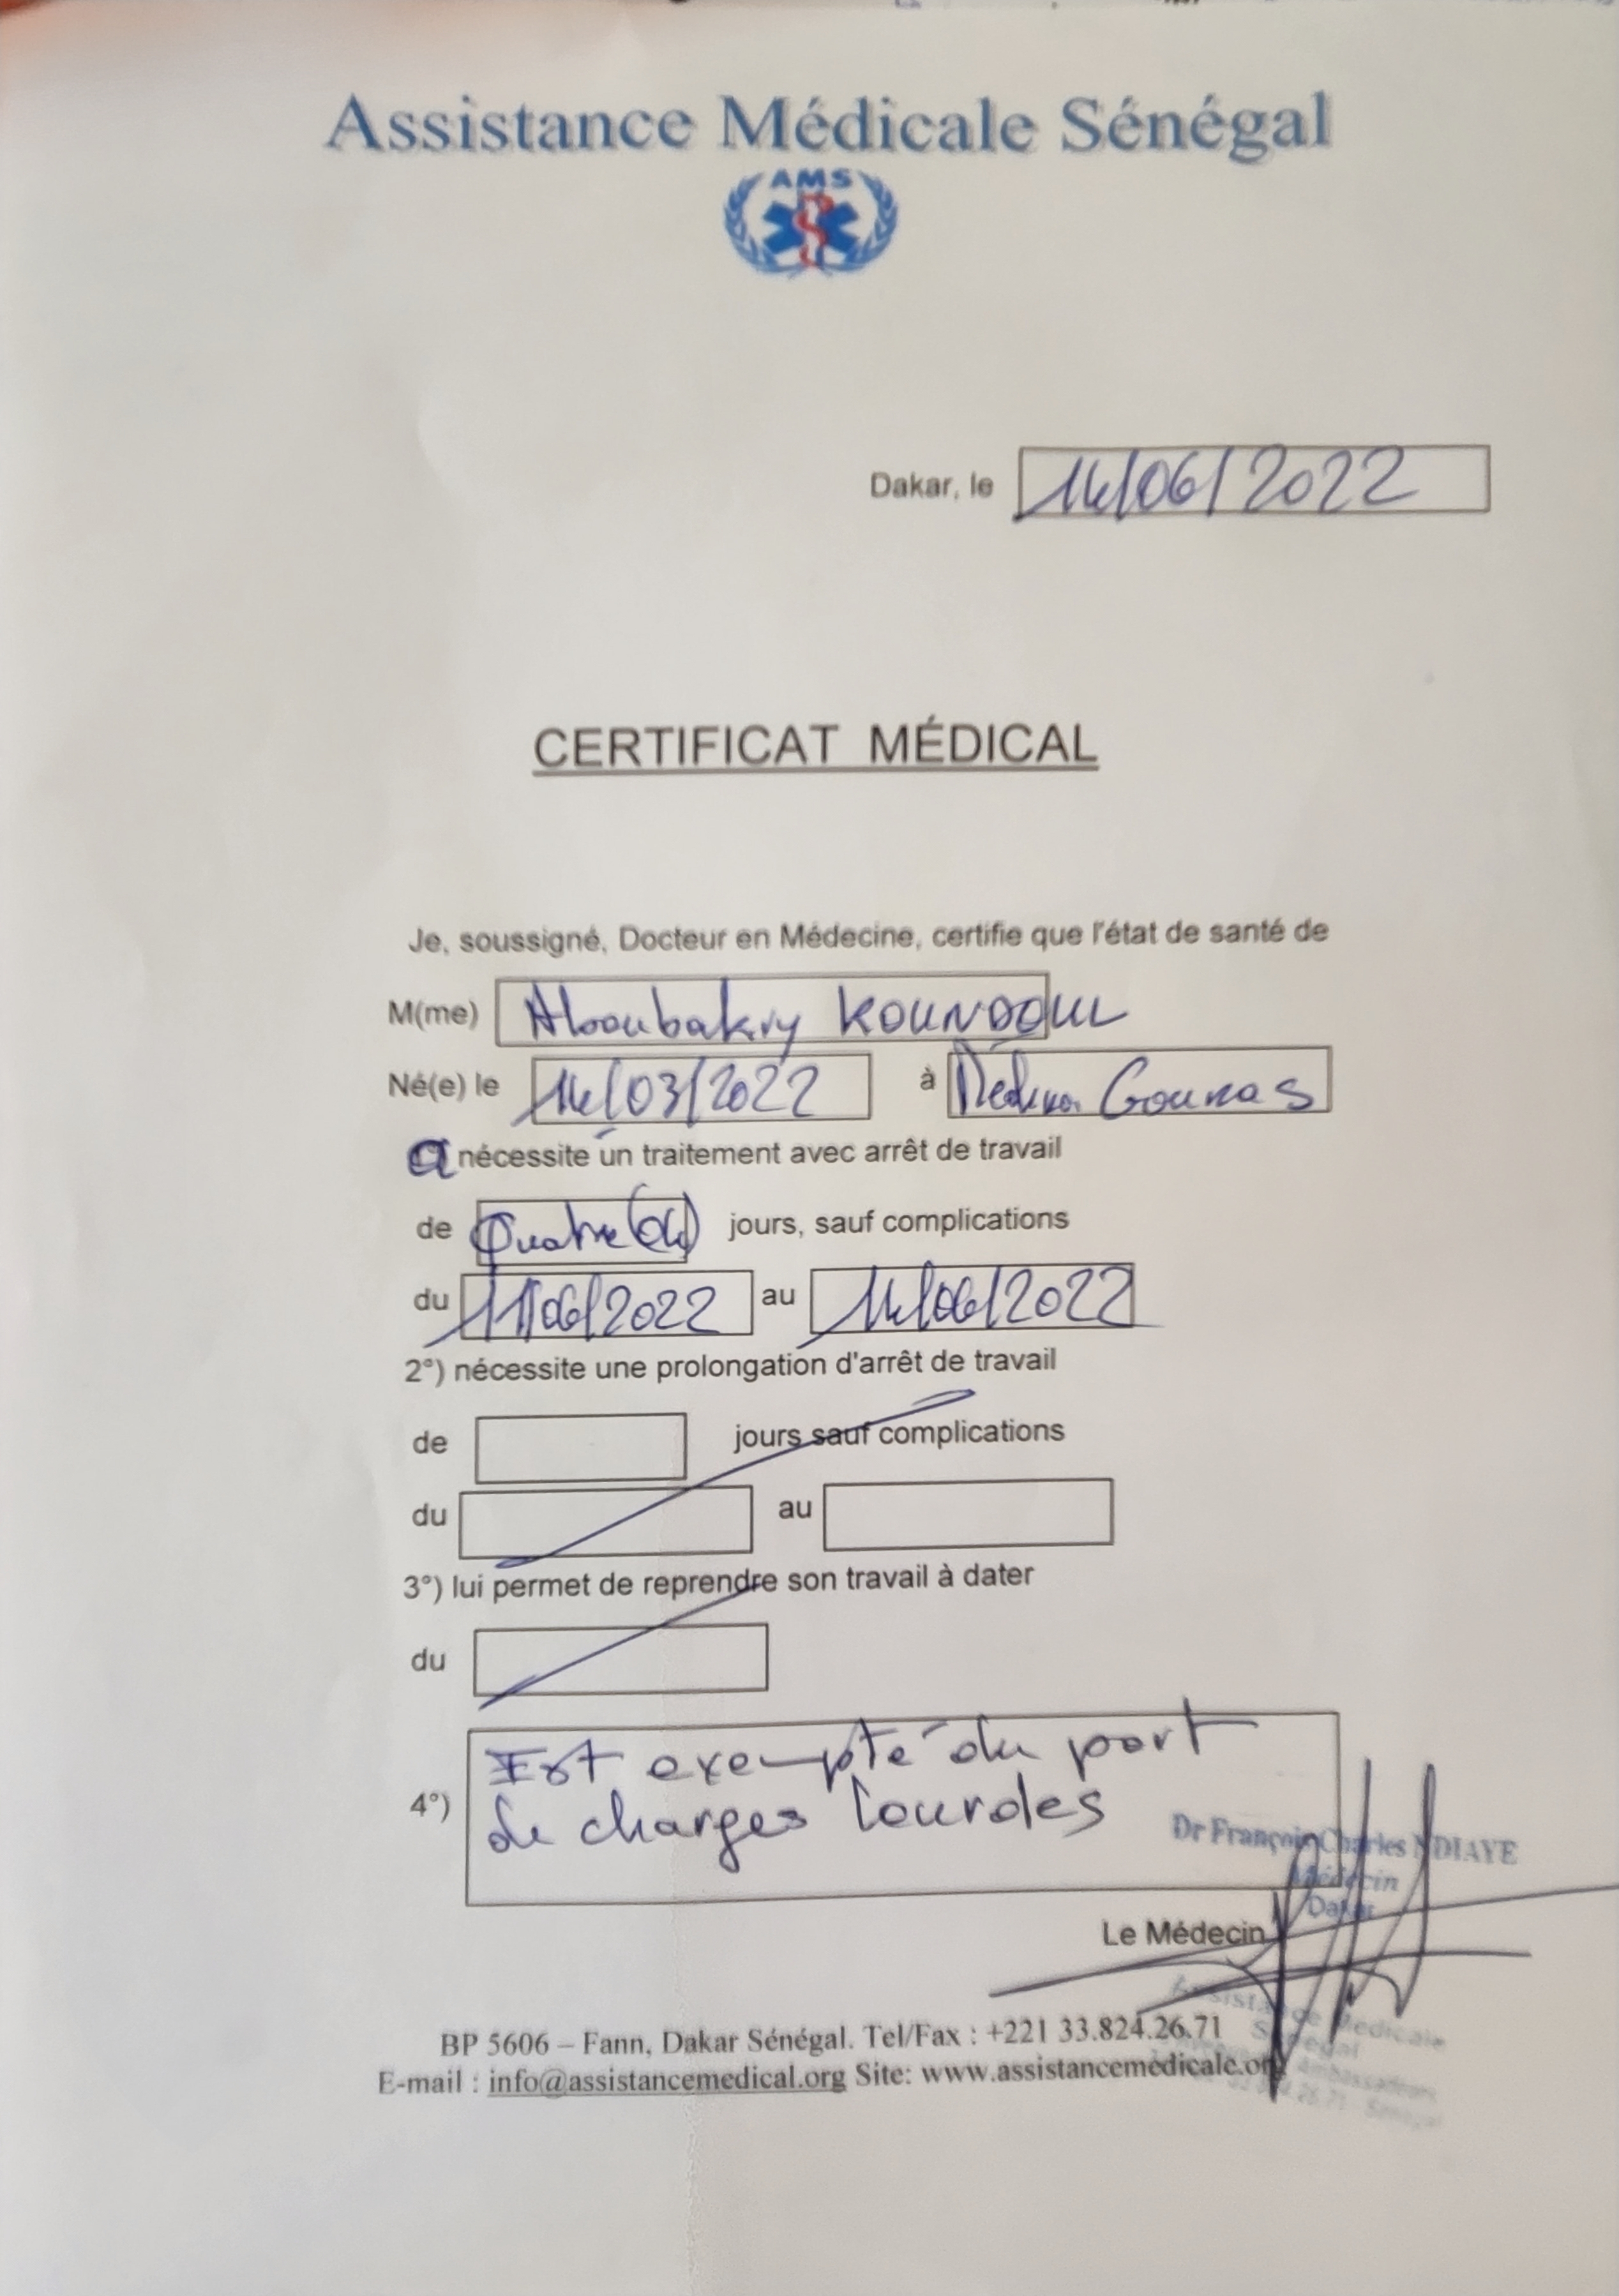 Assistance Médicale Sénégal
AMS
Dakar, le 14/06/2022
CERTIFICAT MÉDICAL
Je, soussigné, Docteur en Médecine, certifie que l'état de santé de
M(me) Aboubakry KOUNDOUL
Né(e) le 14/03/2022 à Médina Gounas
a nécessite un traitement avec arrêt de travail
de Quatre (04) jours, sauf complications
du 11/06/2022 au 14/06/2022
2°) nécessite une prolongation d'arrêt de travail
de jours sauf complications
du au
3°) lui permet de reprendre son travail à dater
du
4°) Est exempté du port
de charges lourdes
Dr François Charles NDIAYE
Médecin
Dakar
Le Médecin
Assistance Medicale
Sénégal
BP 5606 – Fann, Dakar Sénégal. Tel/Fax : +221 33.824.26.71
E-mail : info@assistancemedical.org Site: www.assistancemedicale.org